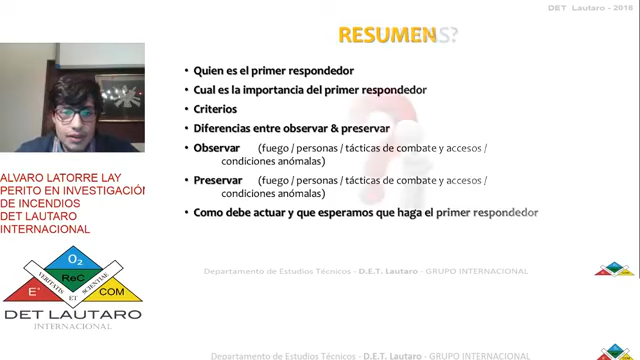 DET Lautaro - 2018
RESUMENS?
• Quien es el primer respondedor
• Cual es la importancia del primer respondedor
• Criterios
• Diferencias entre observar & preservar
• Observar (fuego / personas / tácticas de combate y accesos /
condiciones anómalas)
• Preservar (fuego / personas / tácticas de combate y accesos /
condiciones anómalas)
• Como debe actuar y que esperamos que haga el primer respondedor
ALVARO LATORRE LAY
PERITO EN INVESTIGACIÓN
DE INCENDIOS
DET LAUTARO
INTERNACIONAL
O₂
E°
ReC
COM
VERITATIS ET SCIENTIAE
DET LAUTARO
INTERNACIONAL
Departamento de Estudios Técnicos - D.E.T. Lautaro - GRUPO INTERNACIONAL
Departamento de Estudios Técnicos - D.E.T. Lautaro - GRUPO INTERNACIONAL